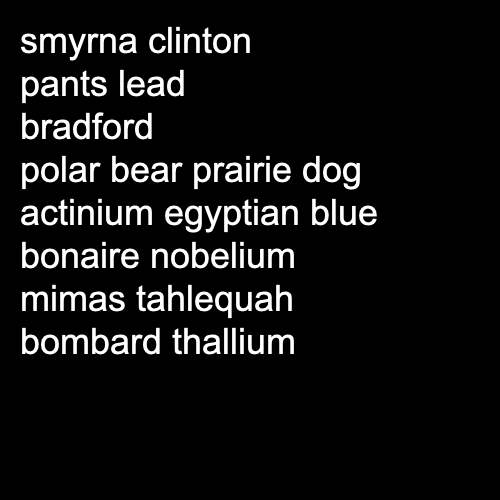 smyrna clinton
pants lead
bradford
polar bear prairie dog
actinium egyptian blue
bonaire nobelium
mimas tahlequah
bombard thallium